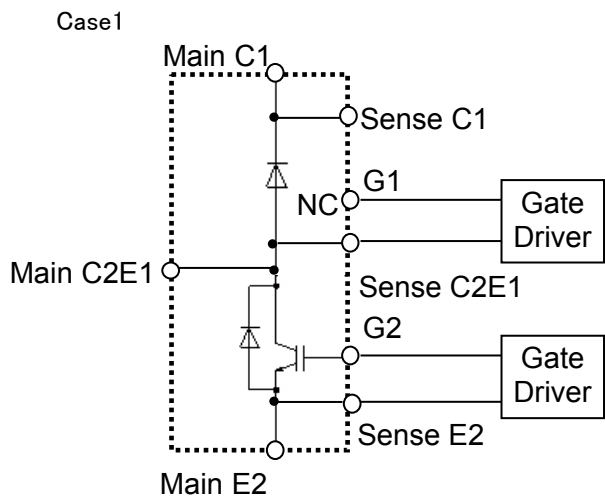 Case1
Main C1
Sense C1
G1
NC
Gate
Driver
Main C2E1
Sense C2E1
G2
Gate
Driver
Sense E2
Main E2